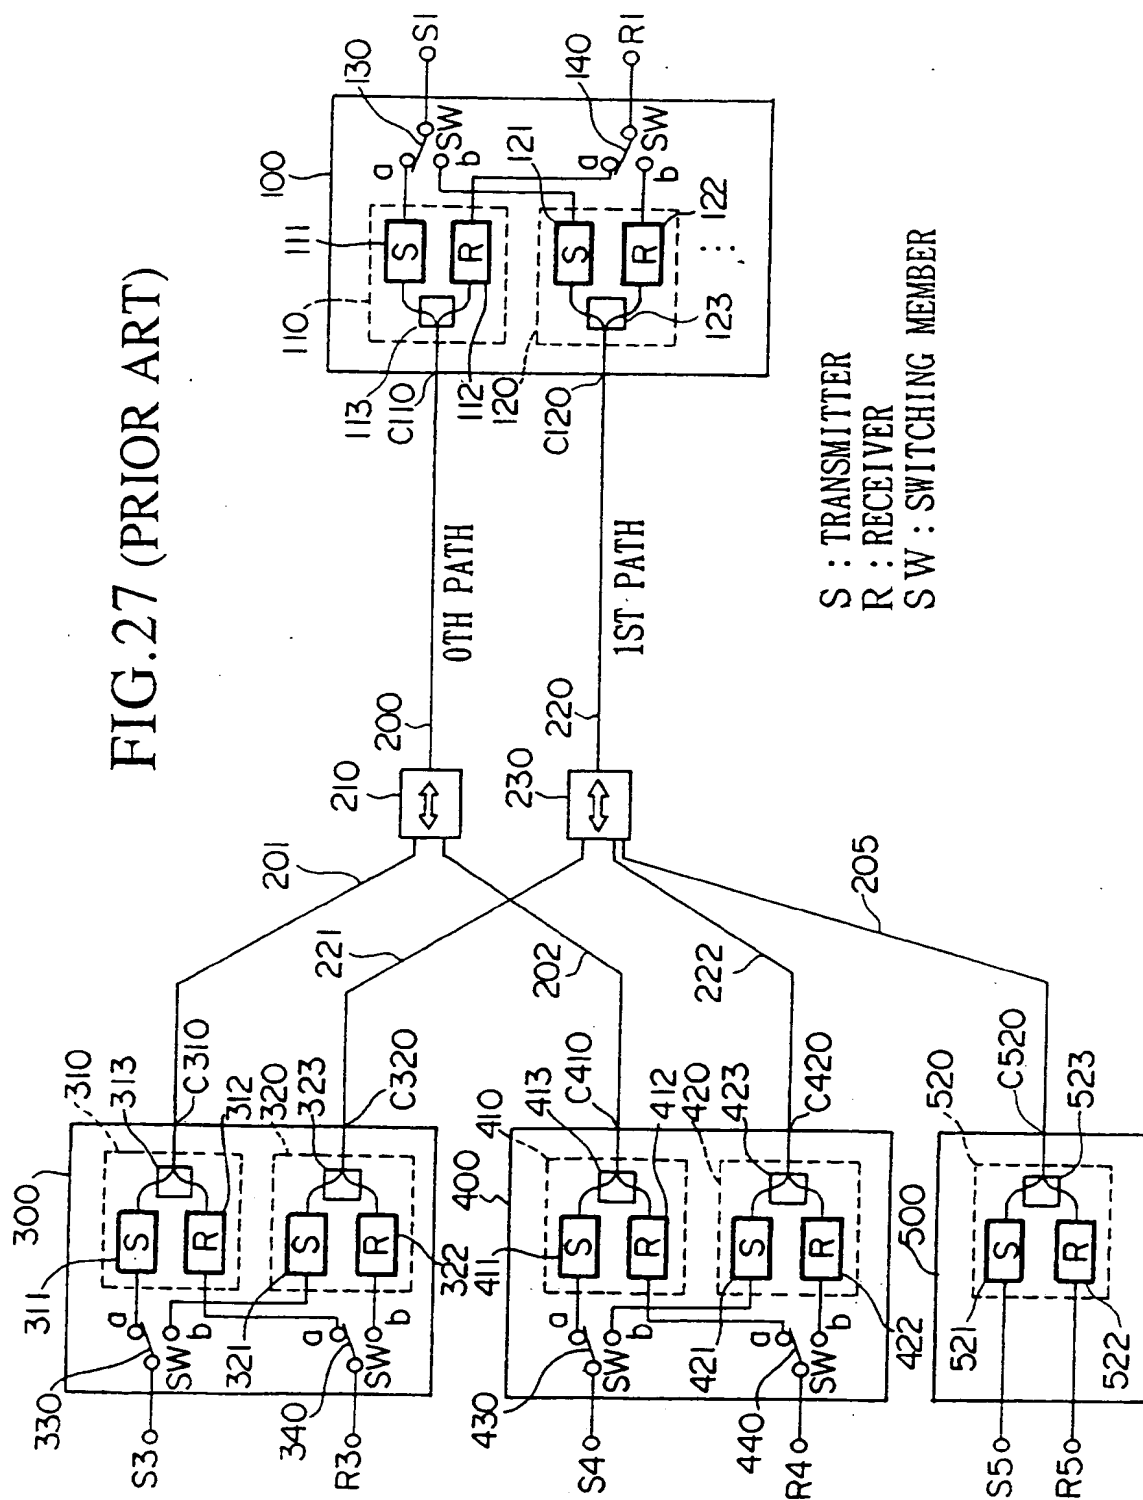 FIG.27 (PRIOR ART)
S1
R1
130
140
100
a
SW
b
121
a
SW
b
110
111
S
R
S
R
122
113
C110
112
120
C120
123
0TH PATH
1ST PATH
S : TRANSMITTER
R : RECEIVER
SW : SWITCHING MEMBER
210
200
230
220
201
221
202
222
205
300
310
313
C310
312
320
323
C320
311
S
R
S
R
321
322
330
a
SW
b
340
a
SW
b
S3
R3
400
410
413
C410
412
420
423
C420
411
S
R
S
R
421
422
430
a
SW
b
440
a
SW
b
S4
R4
500
520
C520
523
S
R
521
522
S5
R5